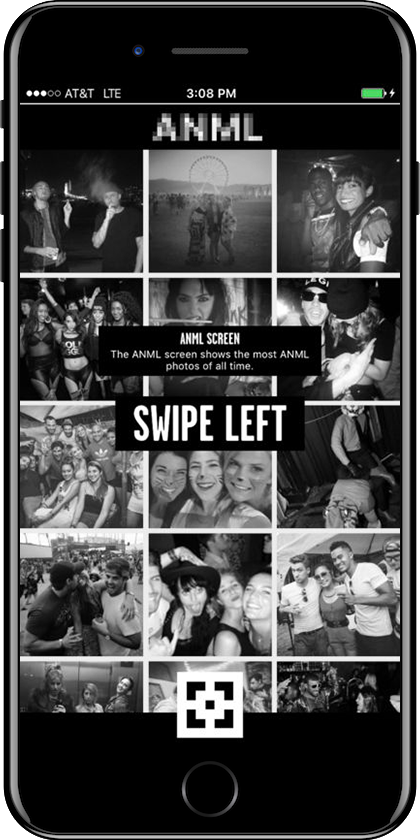 ●●●○○ AT&T LTE 3:08 PM
ANML
ANML SCREEN
The ANML screen shows the most ANML
photos of all time.
SWIPE LEFT